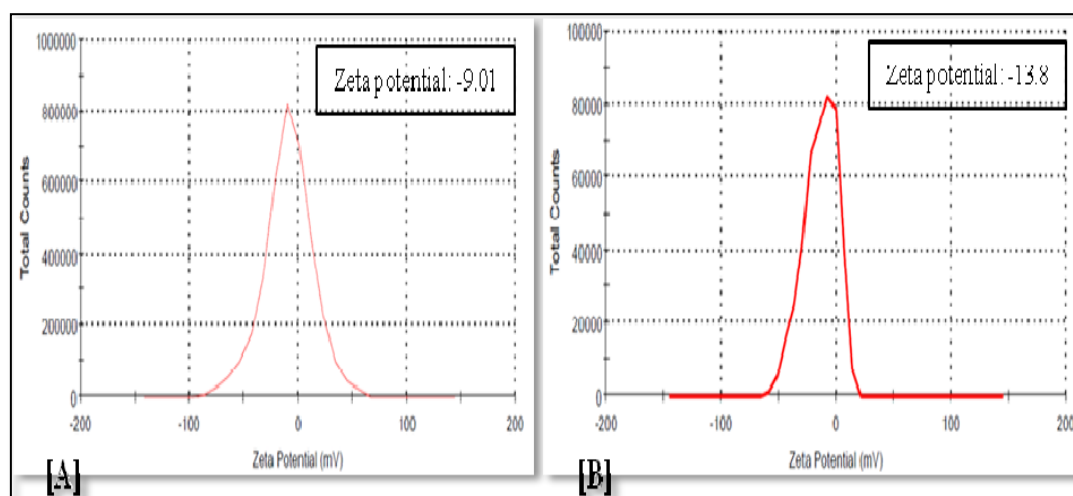 1000000
800000
600000
400000
200000
0
Total Counts
Zeta potential: -9.01
-200
-100
0
100
200
Zeta Potential (mV)
[A]
100000
80000
60000
40000
20000
0
Total Counts
Zeta potential: -13.8
-200
-100
0
100
200
Zeta Potential (mV)
[B]